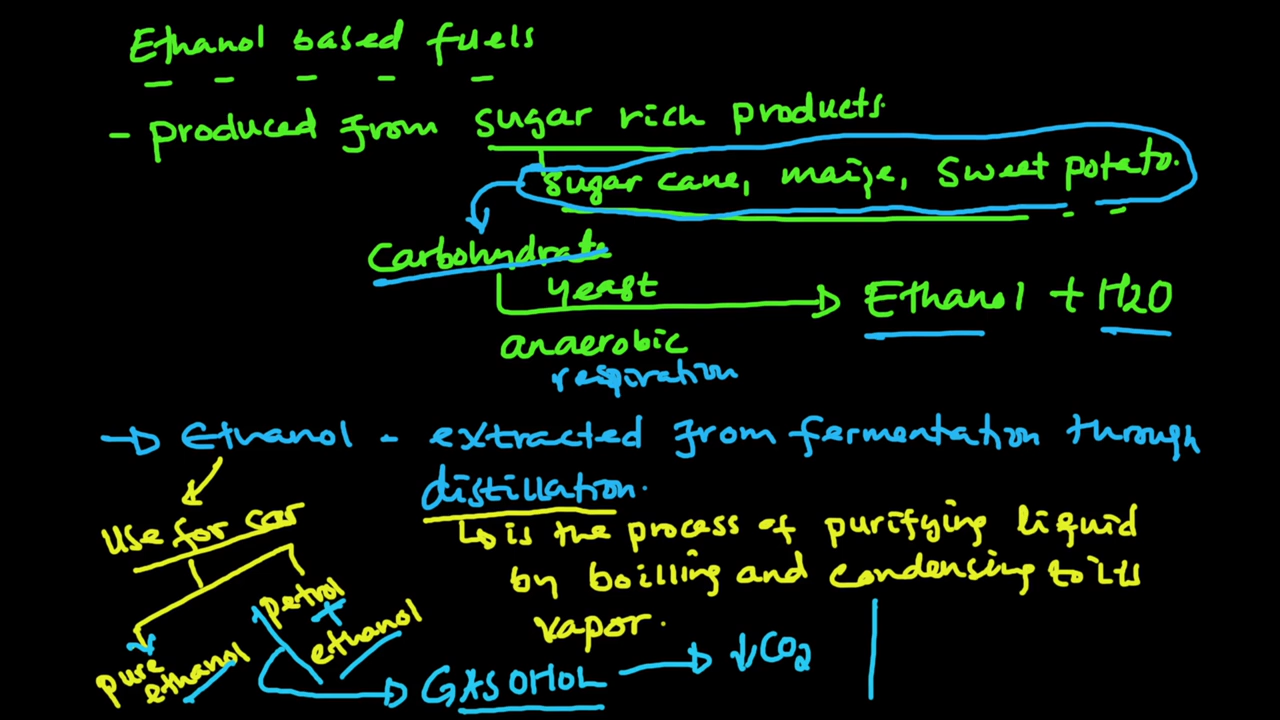 Ethanol based fuels
- produced from sugar rich products.
sugar cane, maize, sweet potato.
Carbohydrate
yeast
Ethanol + H2O
anaerobic
respiration
→ Ethanol - extracted from fermentation through
distillation.
↳ is the process of purifying liquid
by boilling and condensing to its
vapor.
Use for car
pure ethanol
petrol
+
ethanol
GASOHOL → ↓CO2